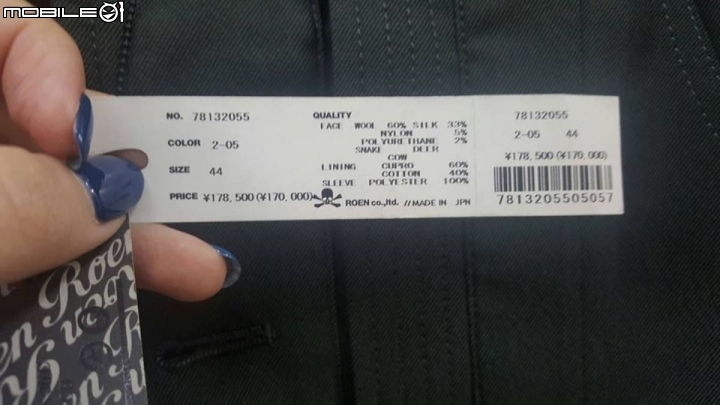 MOBILE01
NO. 78132055
COLOR 2-05
SIZE 44
PRICE ¥178,500(¥170,000)
QUALITY
FACE WOOL 60% SILK 33%
NYLON 5%
POLYURETHANE 2%
SNAKE DEER
COW
LINING CUPRO 60%
COTTON 40%
SLEEVE POLYESTER 100%
ROEN co.,ltd. //MADE IN JPN
78132055
2-05 44
¥178,500(¥170,000)
7813205505057
Roen
Roen